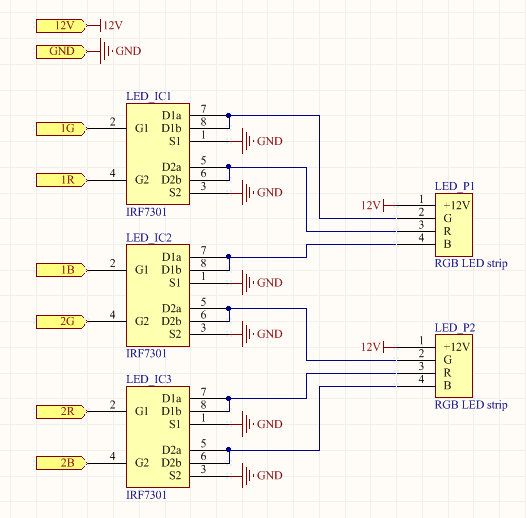 12V 12V
GND GND
LED_IC1
1G 2 G1 D1a 7
D1b 8
S1 1 GND
1R 4 G2 D2a 5
D2b 6
S2 3 GND
IRF7301
LED_P1
12V 1 +12V
2 G
3 R
4 B
RGB LED strip
LED_IC2
1B 2 G1 D1a 7
D1b 8
S1 1 GND
2G 4 G2 D2a 5
D2b 6
S2 3 GND
IRF7301
LED_P2
12V 1 +12V
2 G
3 R
4 B
RGB LED strip
LED_IC3
2R 2 G1 D1a 7
D1b 8
S1 1 GND
2B 4 G2 D2a 5
D2b 6
S2 3 GND
IRF7301